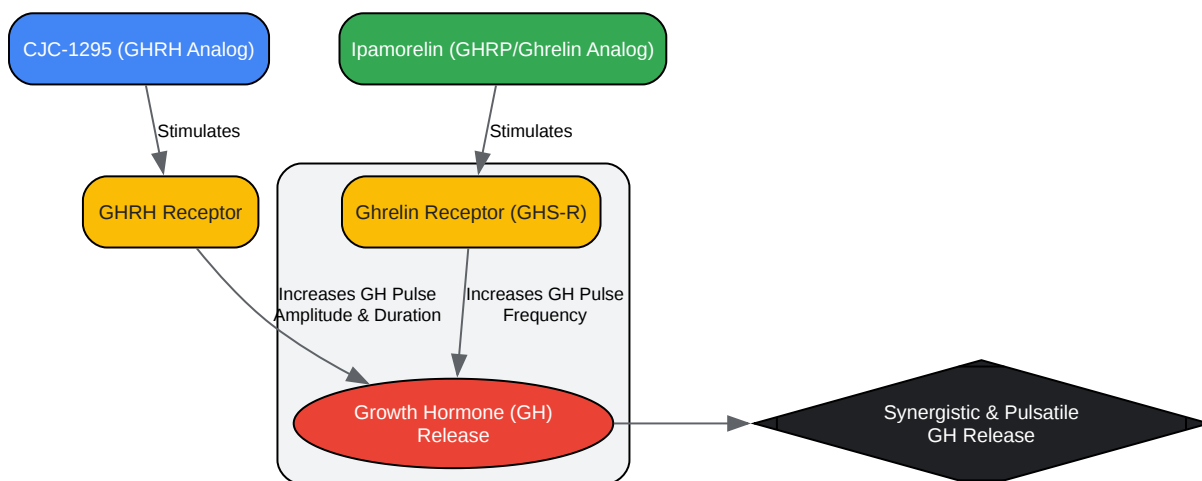 CJC-1295 (GHRH Analog)
Ipamorelin (GHRP/Ghrelin Analog)
Stimulates
Stimulates
GHRH Receptor
Ghrelin Receptor (GHS-R)
Increases GH Pulse
Amplitude & Duration
Increases GH Pulse
Frequency
Growth Hormone (GH)
Release
Synergistic & Pulsatile
GH Release